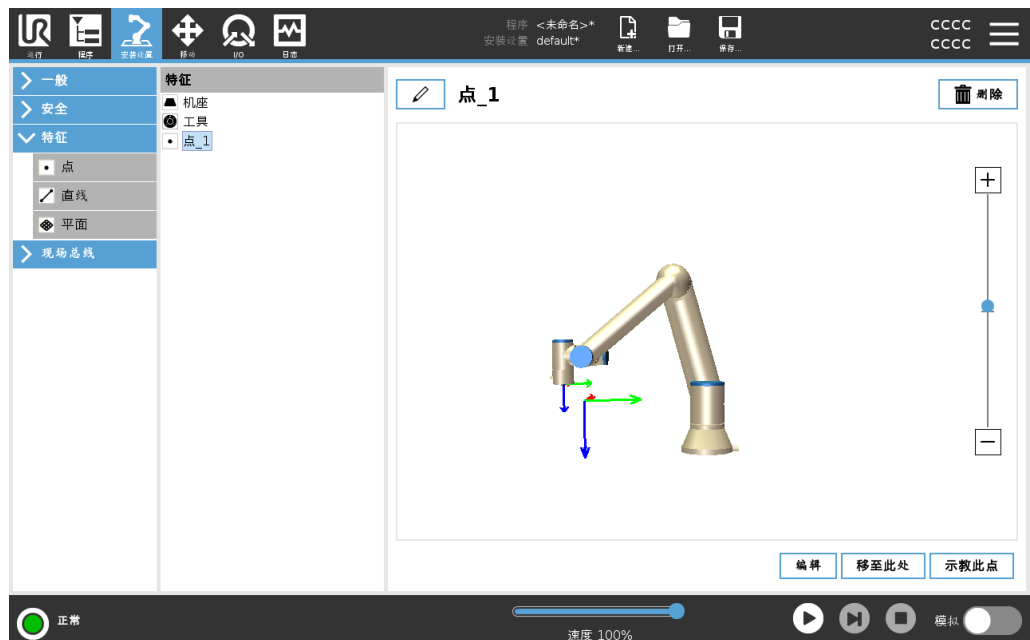 程序 <未命名>*
安装设置 default*
UR
运行
程序
安装设置
移动
I/O
日志
新建...
打开...
保存...
CCCC
CCCC
一般
安全
特征
点
直线
平面
现场总线
特征
机座
工具
点_1
点_1
删除
编辑
移至此处
示教此点
正常
速度 100%
模拟